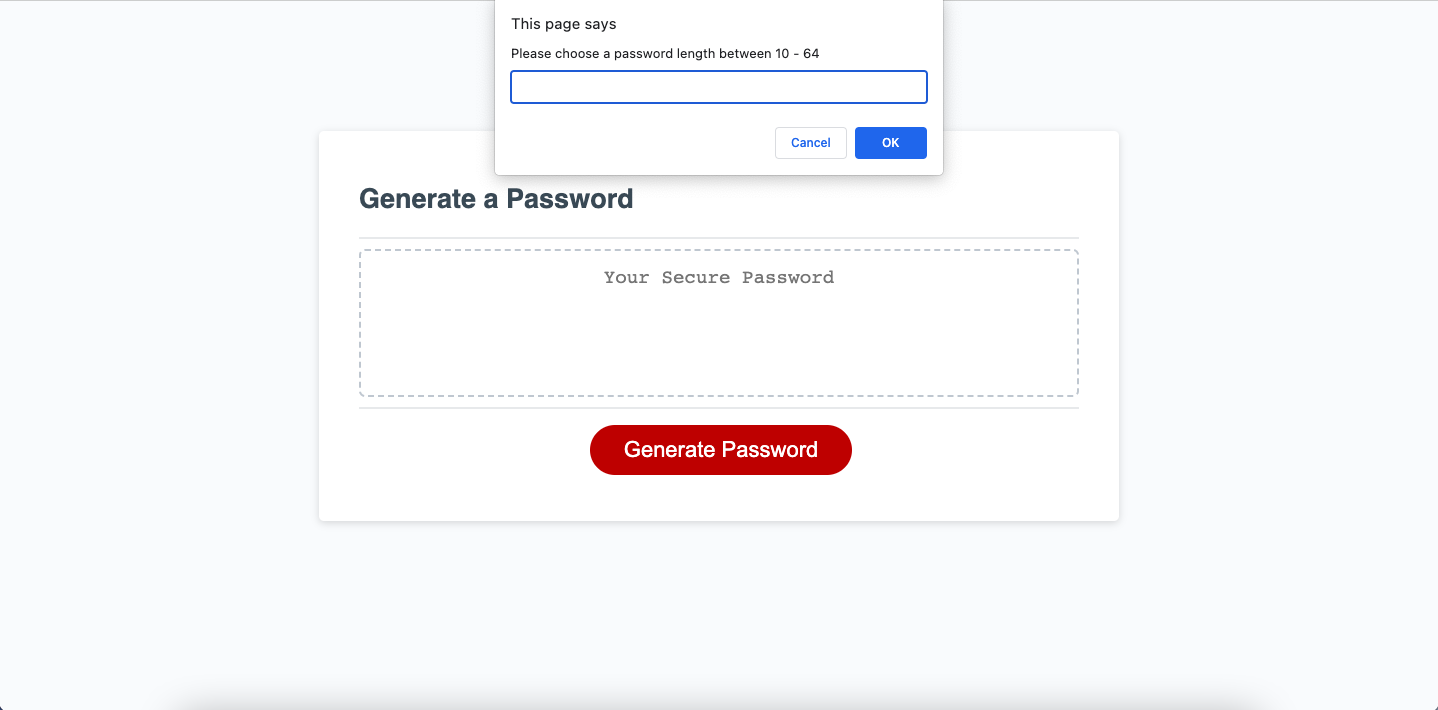 This page says
Please choose a password length between 10 - 64
Cancel
OK
Generate a Password
Your Secure Password
Generate Password